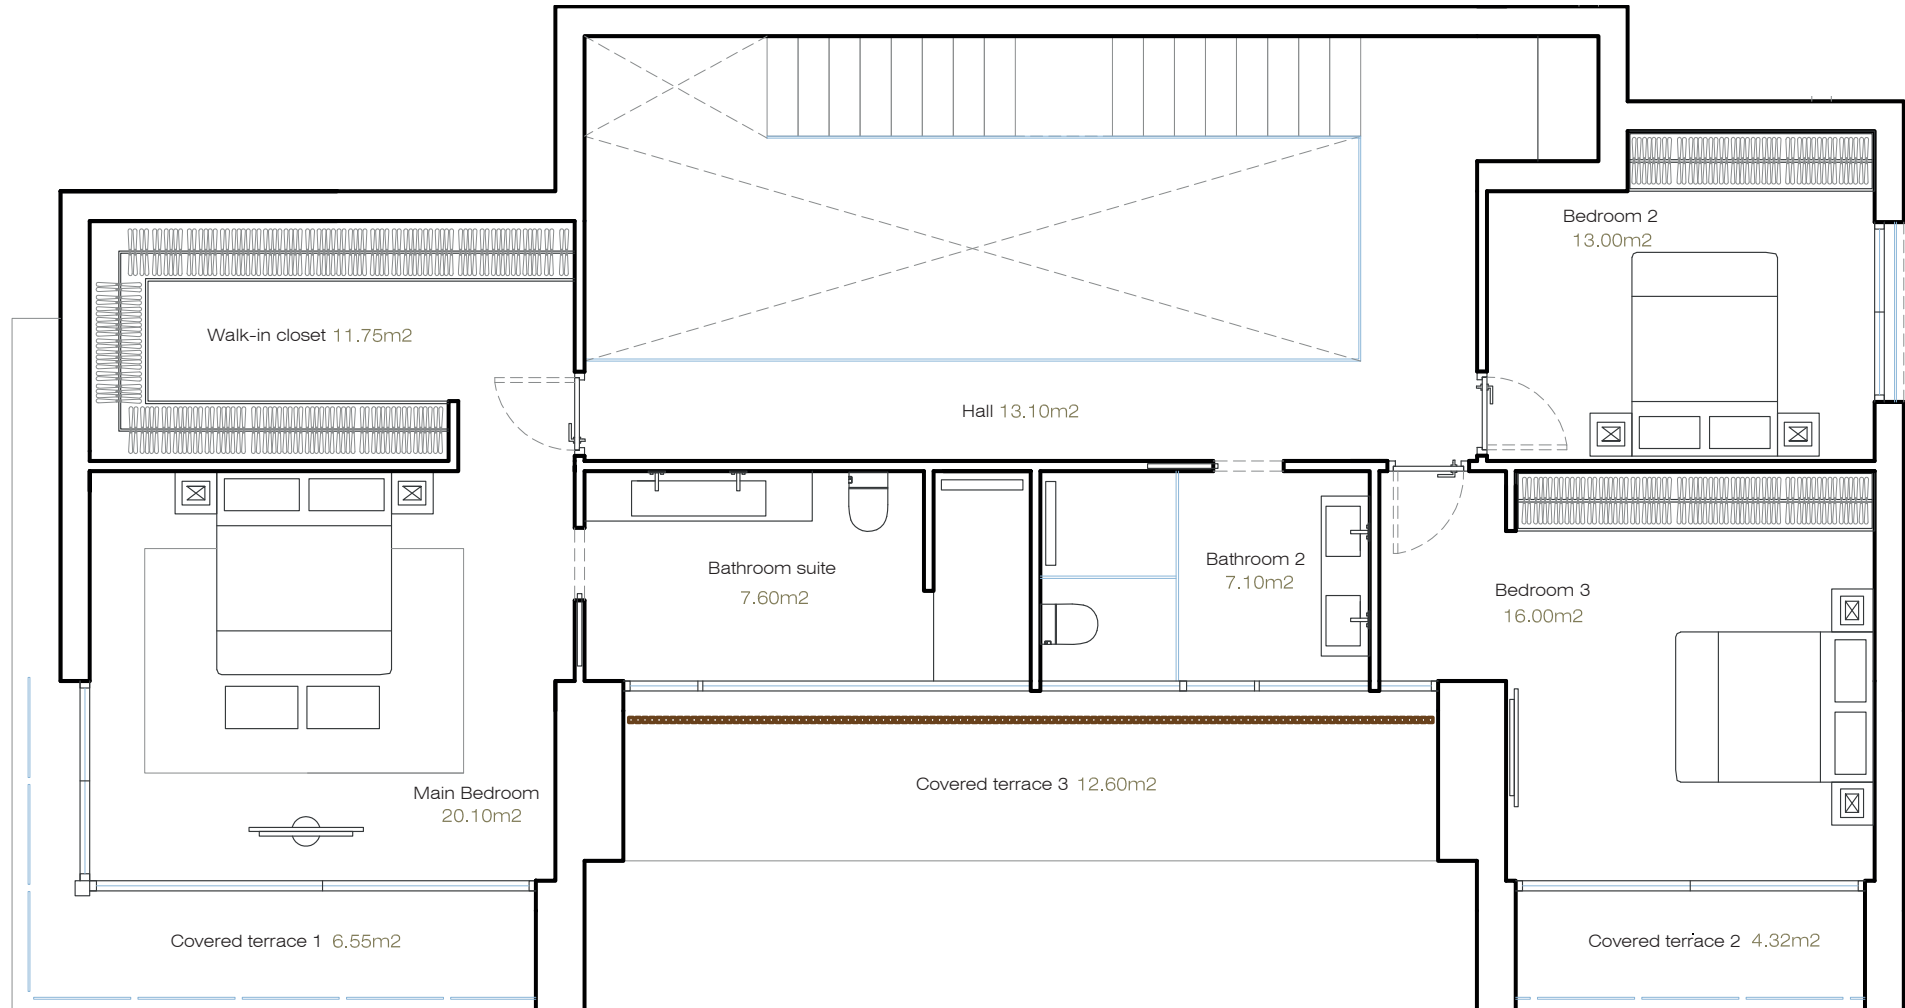 Bedroom 2
13.00m2
Walk-in closet 11.75m2
Hall 13.10m2
Bathroom suite
7.60m2
Bathroom 2
7.10m2
Bedroom 3
16.00m2
Main Bedroom
20.10m2
Covered terrace 3 12.60m2
Covered terrace 1 6.55m2
Covered terrace 2 4.32m2